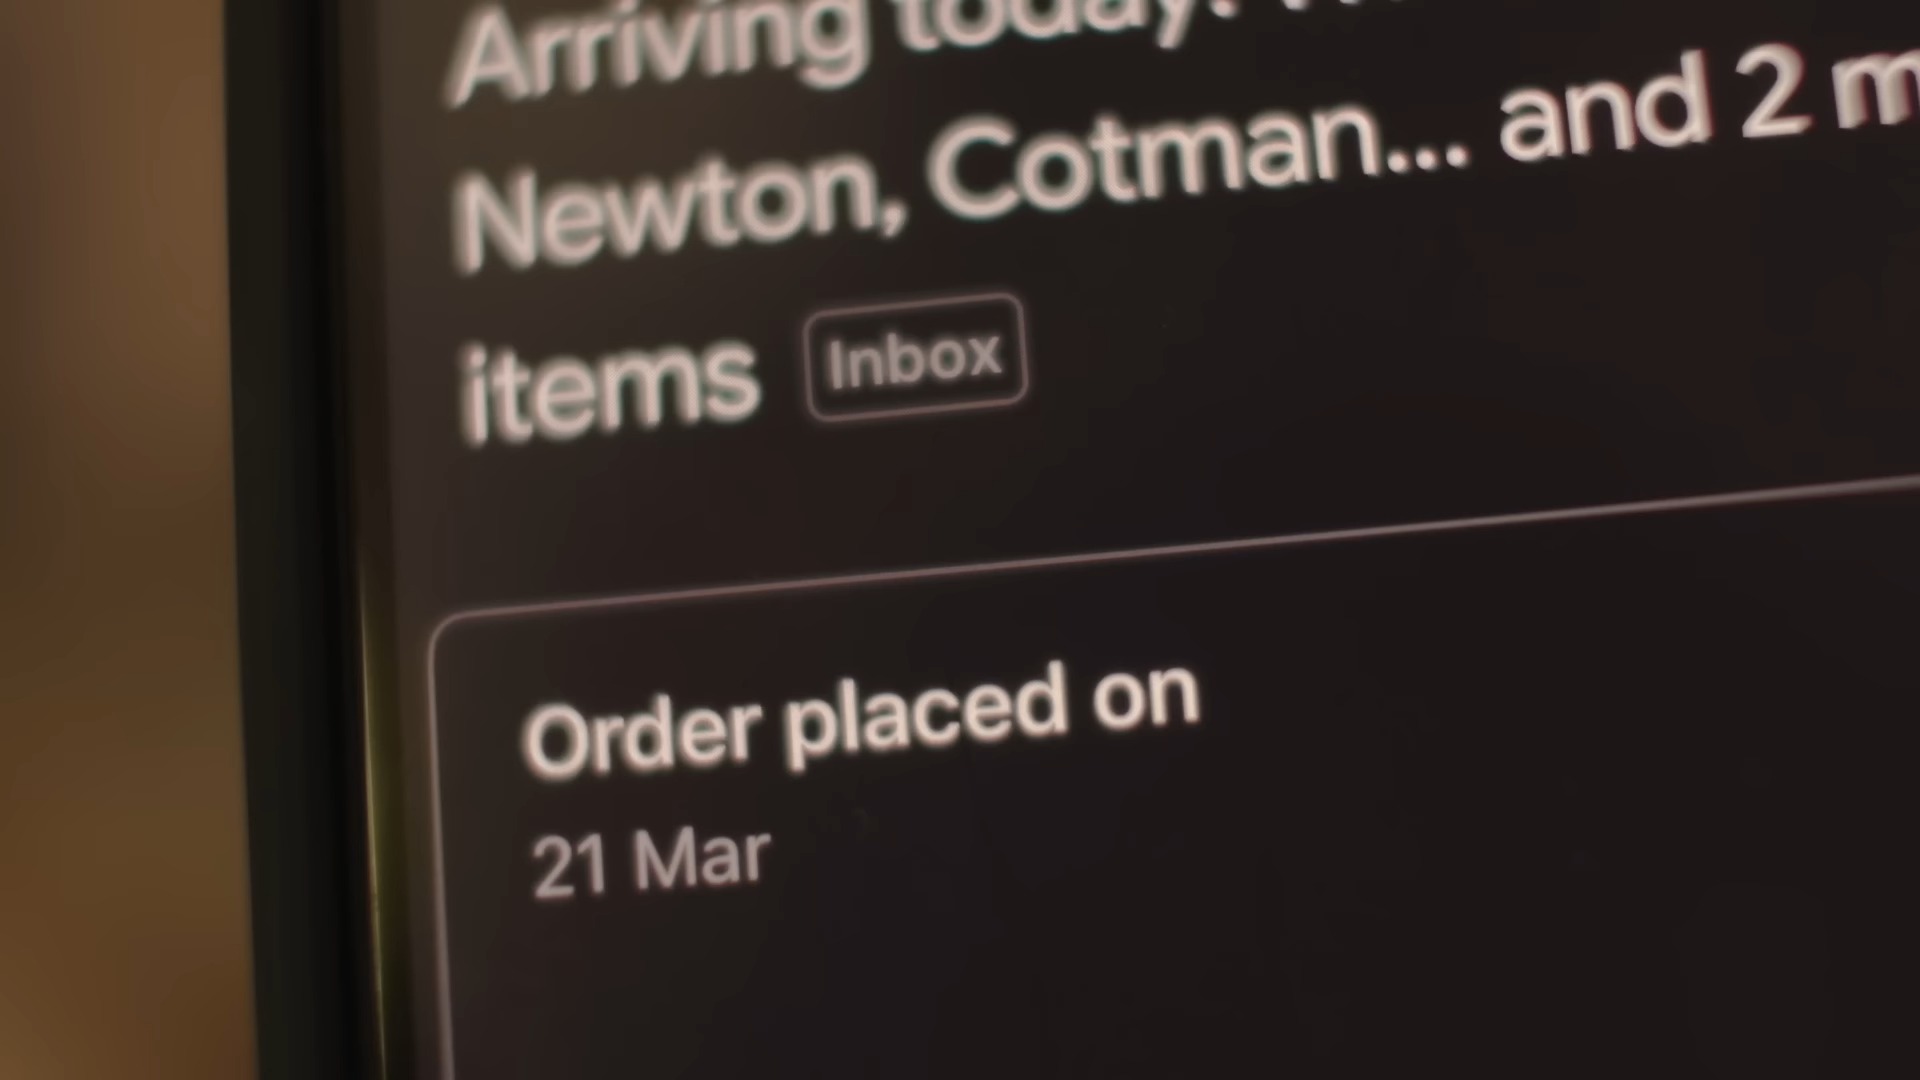 Arriving today:
Newton, Cotman... and 2
items Inbox
Order placed on
21 Mar